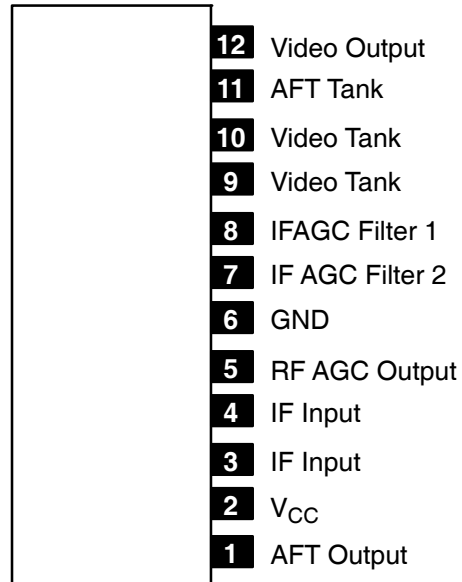 12 Video Output
11 AFT Tank
10 Video Tank
9 Video Tank
8 IFAGC Filter 1
7 IF AGC Filter 2
6 GND
5 RF AGC Output
4 IF Input
3 IF Input
2 VCC
1 AFT Output